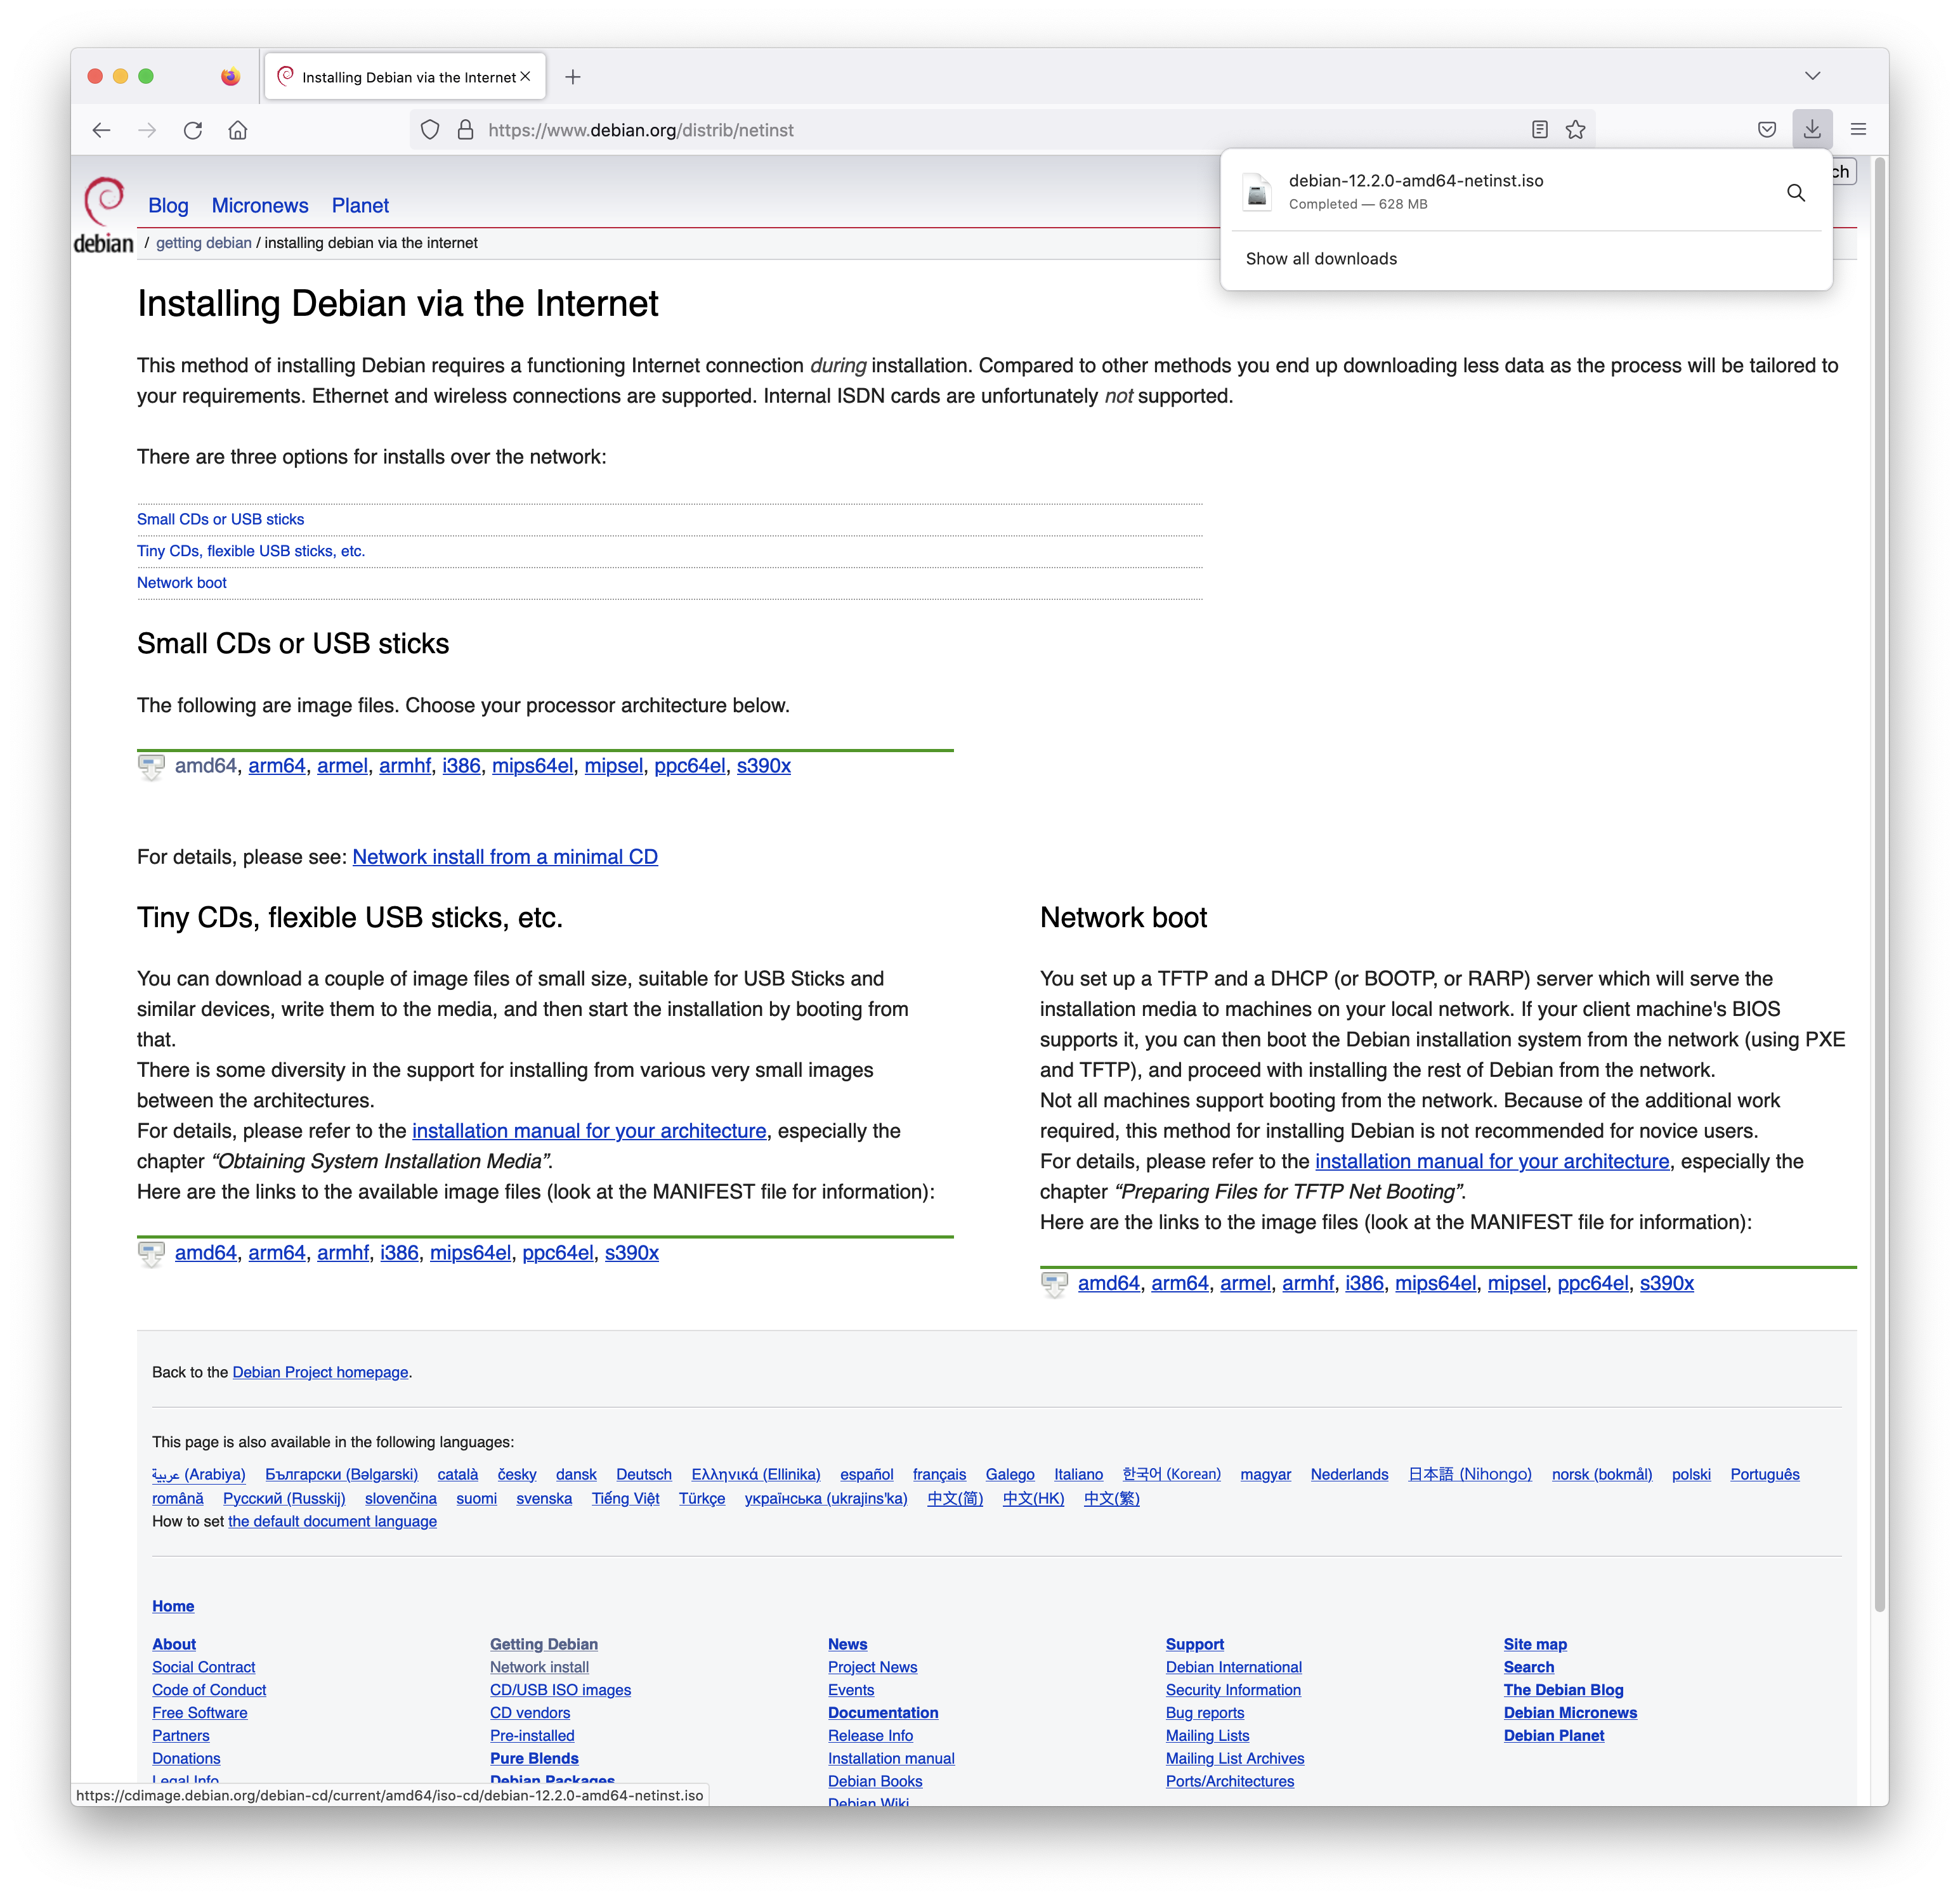 Installing Debian via the Internet
https://www.debian.org/distrib/netinst
debian-12.2.0-amd64-netinst.iso
Completed — 628 MB
Show all downloads
ch
debian
Blog Micronews Planet
/ getting debian / installing debian via the internet
Installing Debian via the Internet
This method of installing Debian requires a functioning Internet connection during installation. Compared to other methods you end up downloading less data as the process will be tailored to
your requirements. Ethernet and wireless connections are supported. Internal ISDN cards are unfortunately not supported.
There are three options for installs over the network:
Small CDs or USB sticks
Tiny CDs, flexible USB sticks, etc.
Network boot
Small CDs or USB sticks
The following are image files. Choose your processor architecture below.
amd64, arm64, armel, armhf, i386, mips64el, mipsel, ppc64el, s390x
For details, please see: Network install from a minimal CD
Tiny CDs, flexible USB sticks, etc.
You can download a couple of image files of small size, suitable for USB Sticks and
similar devices, write them to the media, and then start the installation by booting from
that.
There is some diversity in the support for installing from various very small images
between the architectures.
For details, please refer to the installation manual for your architecture, especially the
chapter “Obtaining System Installation Media”.
Here are the links to the available image files (look at the MANIFEST file for information):
amd64, arm64, armhf, i386, mips64el, ppc64el, s390x
Network boot
You set up a TFTP and a DHCP (or BOOTP, or RARP) server which will serve the
installation media to machines on your local network. If your client machine's BIOS
supports it, you can then boot the Debian installation system from the network (using PXE
and TFTP), and proceed with installing the rest of Debian from the network.
Not all machines support booting from the network. Because of the additional work
required, this method for installing Debian is not recommended for novice users.
For details, please refer to the installation manual for your architecture, especially the
chapter “Preparing Files for TFTP Net Booting”.
Here are the links to the image files (look at the MANIFEST file for information):
amd64, arm64, armel, armhf, i386, mips64el, mipsel, ppc64el, s390x
Back to the Debian Project homepage.
This page is also available in the following languages:
عربية (Arabiya) Български (Bəlgarski) català česky dansk Deutsch Ελληνικά (Ellinika) español français Galego Italiano 한국어 (Korean) magyar Nederlands 日本語 (Nihongo) norsk (bokmål) polski Português
română Русский (Russkij) slovenčina suomi svenska Tiếng Việt Türkçe українська (ukrajins'ka) 中文(简) 中文(HK) 中文(繁)
How to set the default document language
Home
About
Social Contract
Code of Conduct
Free Software
Partners
Donations
Legal Info
Getting Debian
Network install
CD/USB ISO images
CD vendors
Pre-installed
Pure Blends
Debian Packages
News
Project News
Events
Documentation
Release Info
Installation manual
Debian Books
Debian Wiki
Support
Debian International
Security Information
Bug reports
Mailing Lists
Mailing List Archives
Ports/Architectures
Site map
Search
The Debian Blog
Debian Micronews
Debian Planet
https://cdimage.debian.org/debian-cd/current/amd64/iso-cd/debian-12.2.0-amd64-netinst.iso